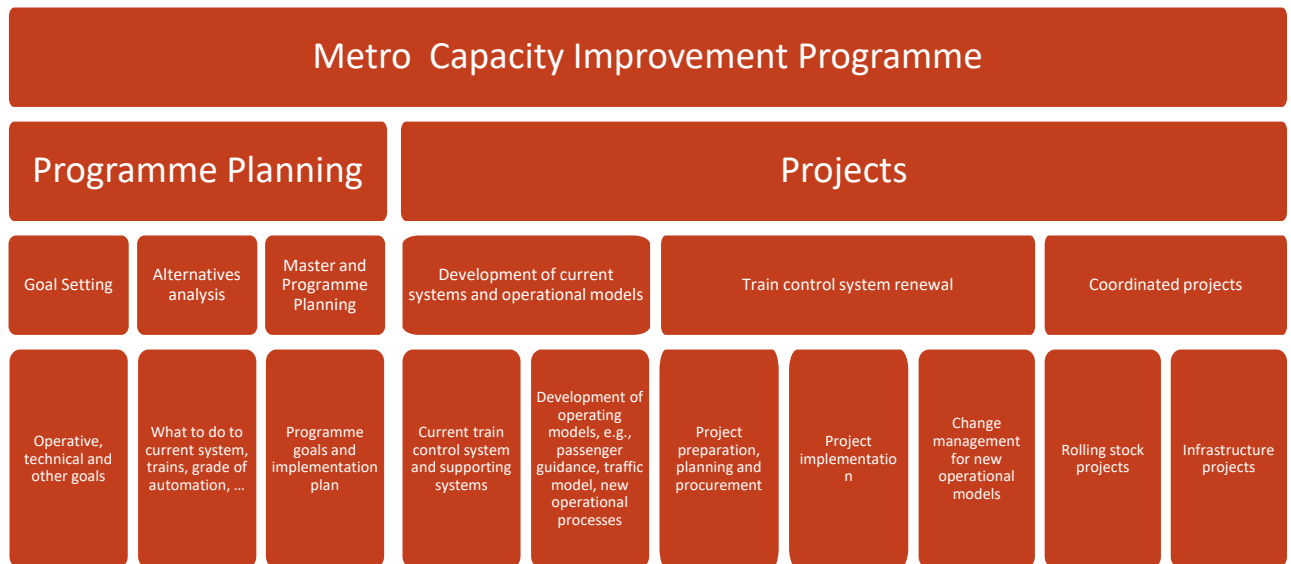 Metro  Capacity Improvement Programme
Programme Planning
Projects
Goal Setting
Alternatives
analysis
Master and
Programme
Planning
Development of current
systems and operational models
Train control system renewal
Coordinated projects
Operative,
technical and
other goals
What to do to
current system,
trains, grade of
automation, …
Programme
goals and
implementation
plan
Current train
control system
and supporting
systems
Development of
operating
models, e.g.,
passenger
guidance, traffic
model, new
operational
processes
Project
preparation,
planning and
procurement
Project
implementatio
n
Change
management
for new
operational
models
Rolling stock
projects
Infrastructure
projects